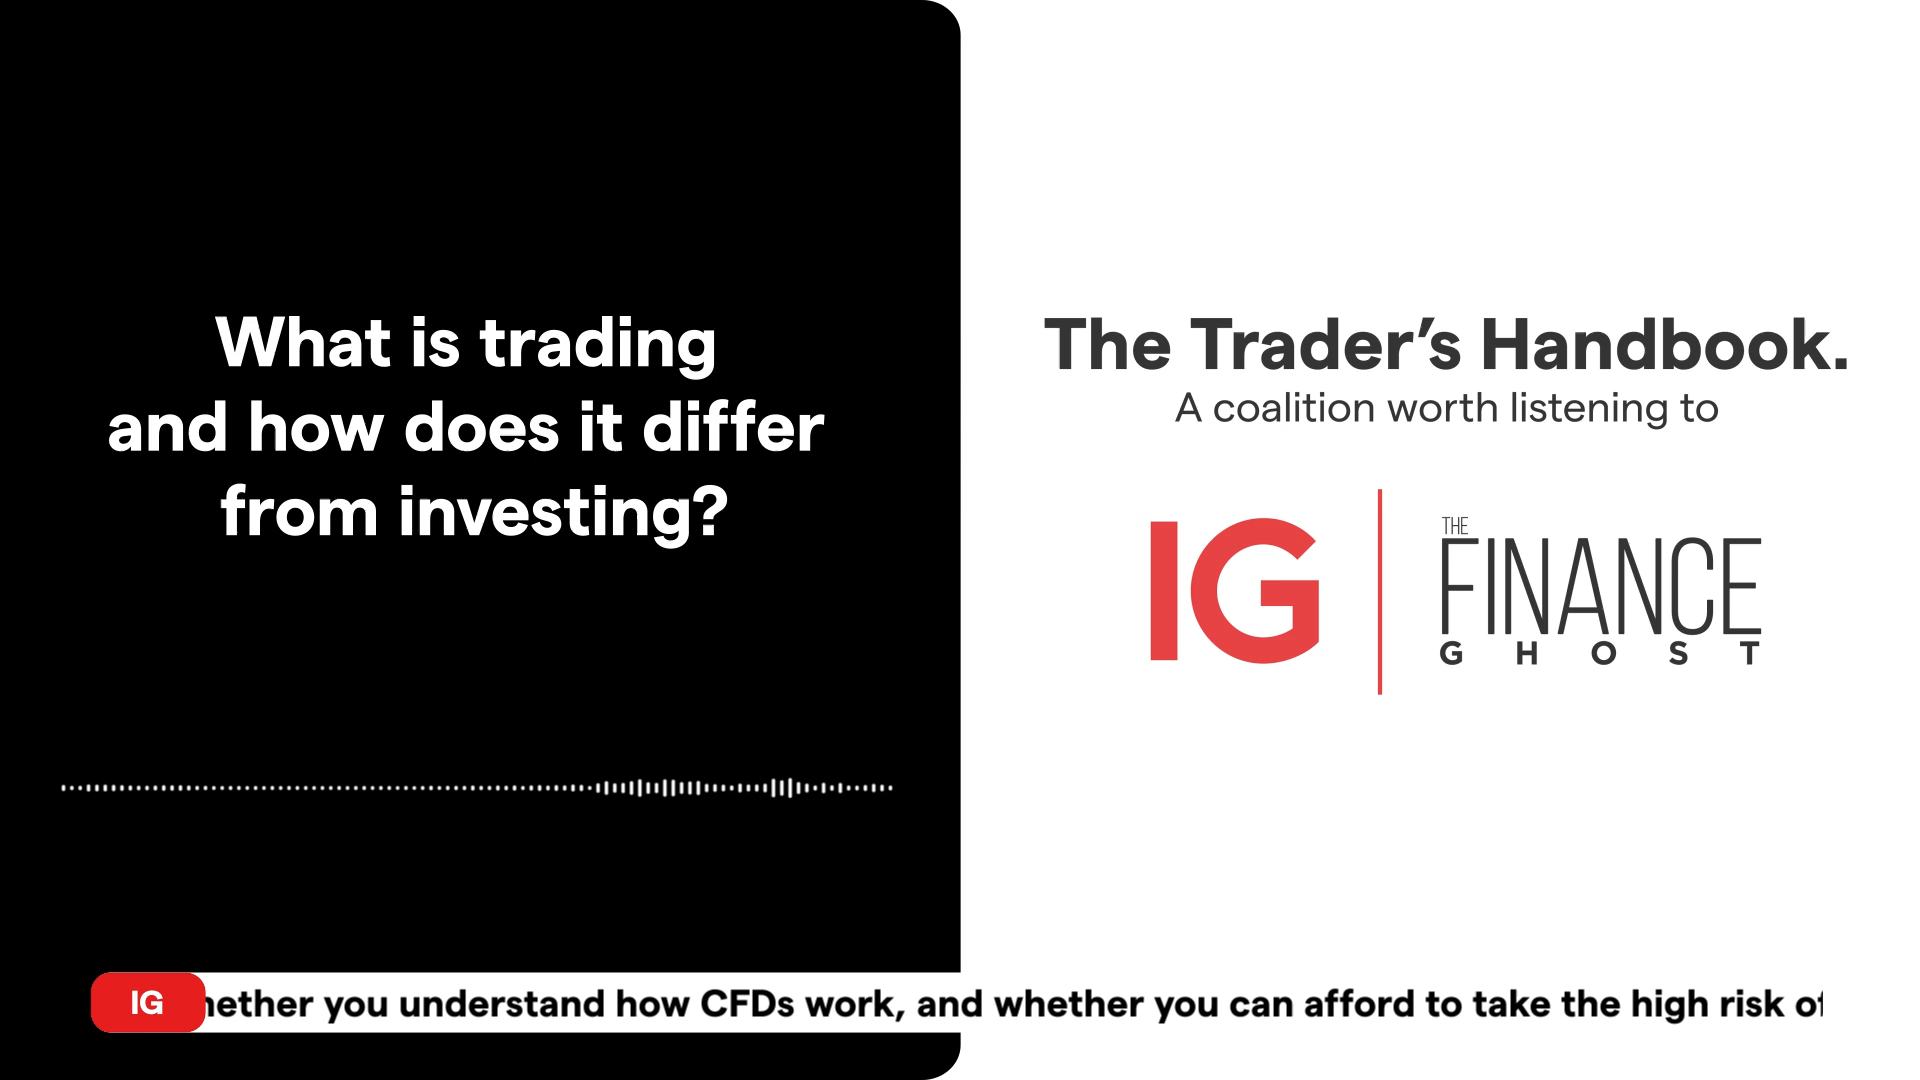 What is trading
and how does it differ
from investing?
The Trader’s Handbook.
A coalition worth listening to
IG
THE
FINANCE
GHOST
IG
you understand how CFDs work, and whether you can afford to take the high risk